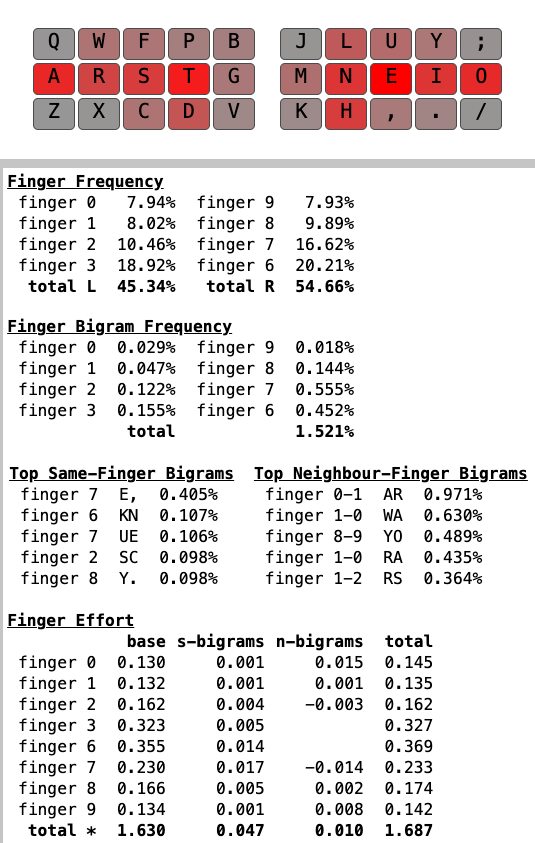 Q W F P B J L U Y ;
A R S T G M N E I O
Z X C D V K H , . /
Finger Frequency
finger 0 7.94% finger 9 7.93%
finger 1 8.02% finger 8 9.89%
finger 2 10.46% finger 7 16.62%
finger 3 18.92% finger 6 20.21%
total L 45.34% total R 54.66%
Finger Bigram Frequency
finger 0 0.029% finger 9 0.018%
finger 1 0.047% finger 8 0.144%
finger 2 0.122% finger 7 0.555%
finger 3 0.155% finger 6 0.452%
total 1.521%
Top Same-Finger Bigrams Top Neighbour-Finger Bigrams
finger 7 E, 0.405% finger 0-1 AR 0.971%
finger 6 KN 0.107% finger 1-0 WA 0.630%
finger 7 UE 0.106% finger 8-9 YO 0.489%
finger 2 SC 0.098% finger 1-0 RA 0.435%
finger 8 Y. 0.098% finger 1-2 RS 0.364%
Finger Effort
base s-bigrams n-bigrams total
finger 0 0.130 0.001 0.015 0.145
finger 1 0.132 0.001 0.001 0.135
finger 2 0.162 0.004 -0.003 0.162
finger 3 0.323 0.005 0.327
finger 6 0.355 0.014 0.369
finger 7 0.230 0.017 -0.014 0.233
finger 8 0.166 0.005 0.002 0.174
finger 9 0.134 0.001 0.008 0.142
total * 1.630 0.047 0.010 1.687